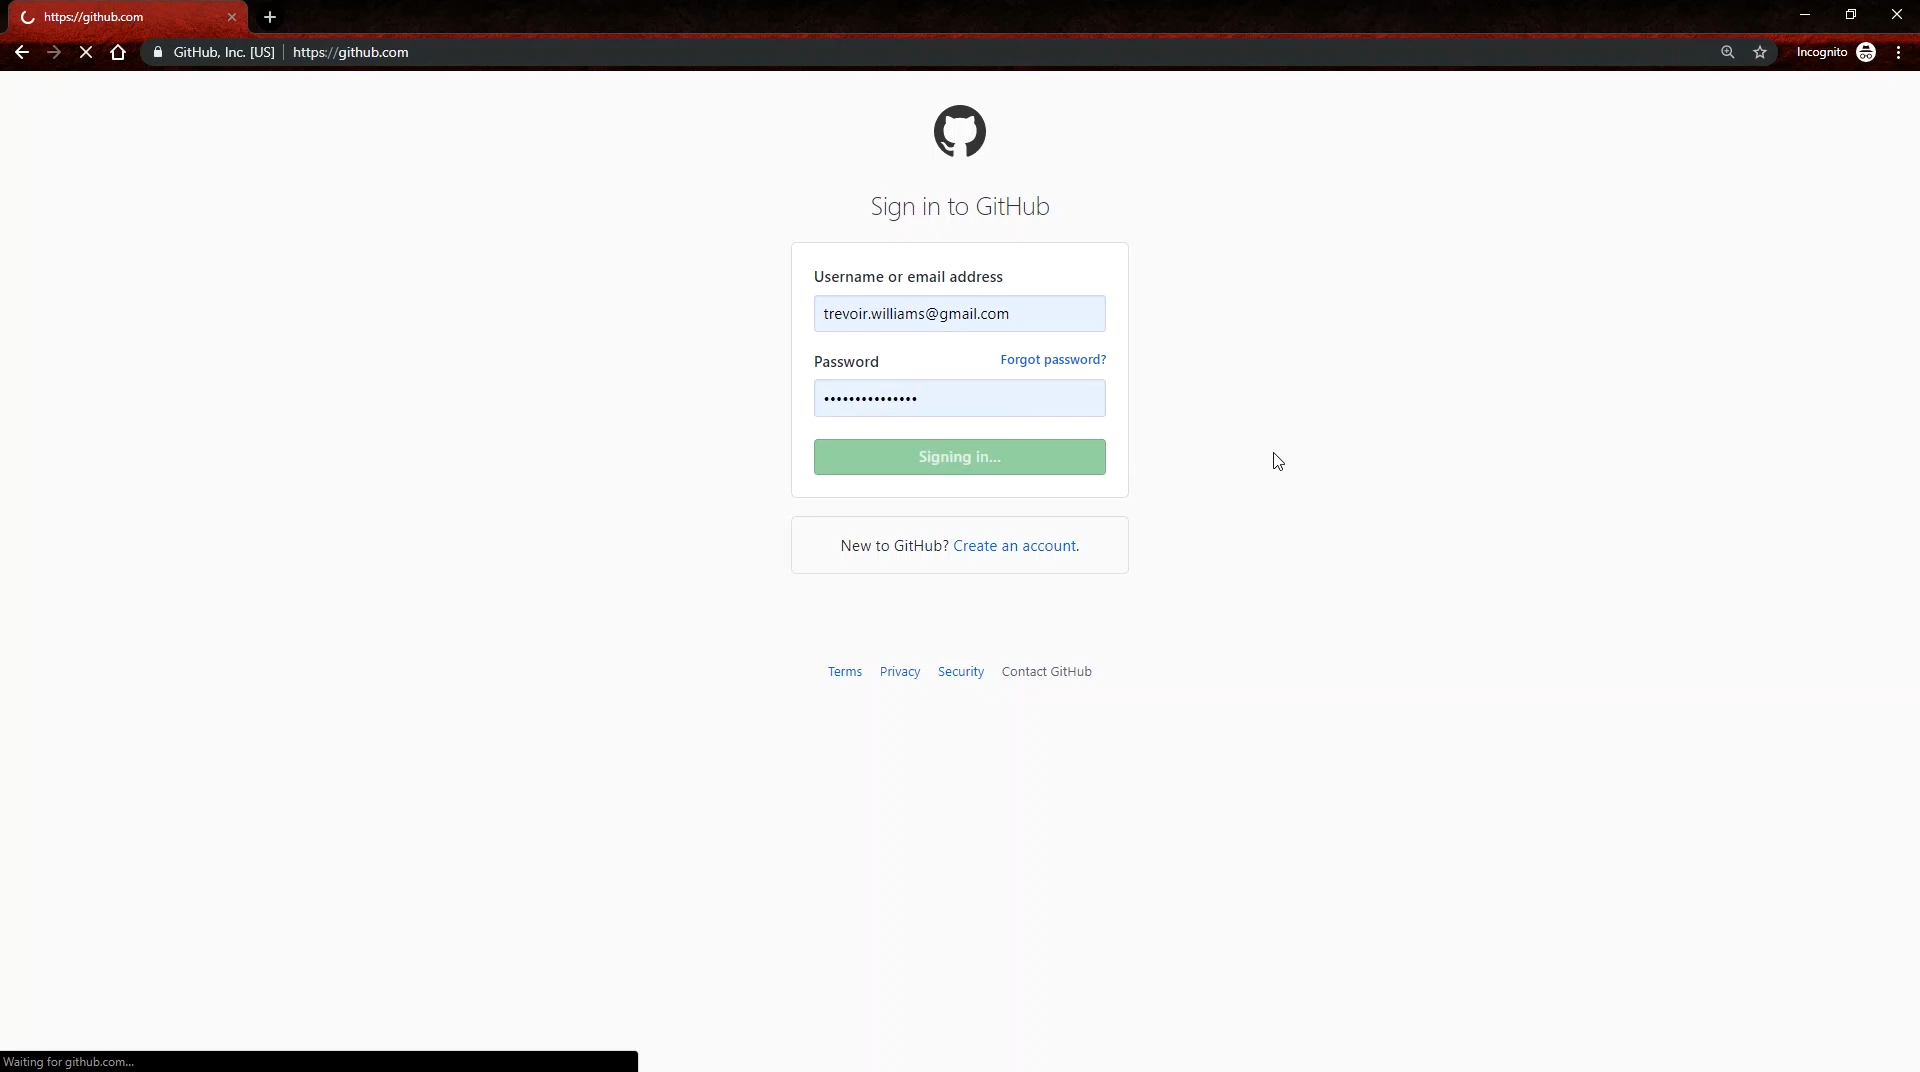 https://github.com
GitHub, Inc. [US] https://github.com
Incognito
Sign in to GitHub
Username or email address
trevoir.williams@gmail.com
Password Forgot password?
•••••••••••••••
Signing in...
New to GitHub? Create an account.
Terms Privacy Security Contact GitHub
Waiting for github.com...